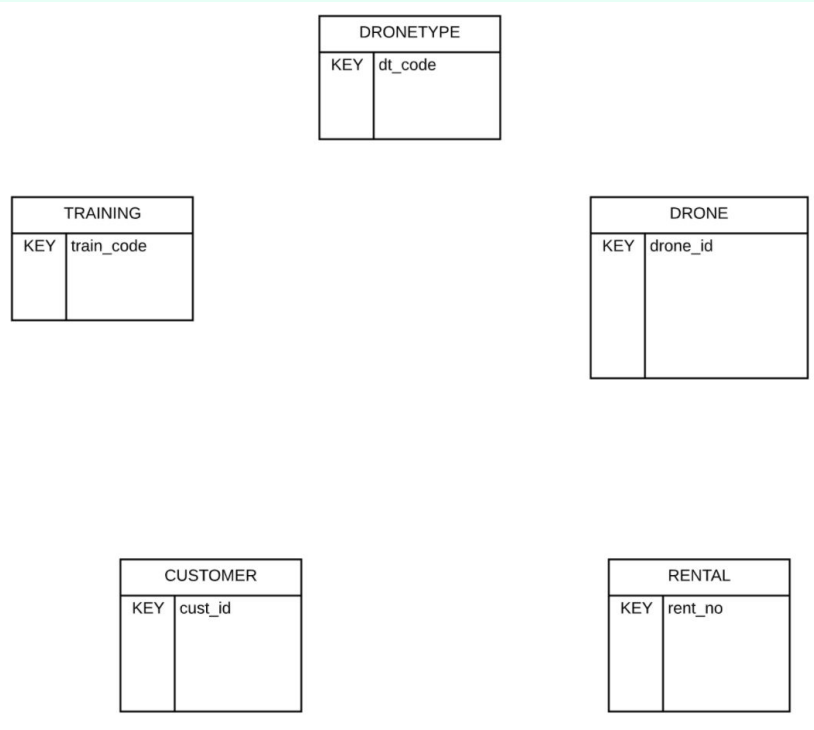 DRONETYPE
KEY dt_code
TRAINING
KEY train_code
DRONE
KEY drone_id
CUSTOMER
KEY cust_id
RENTAL
KEY rent_no